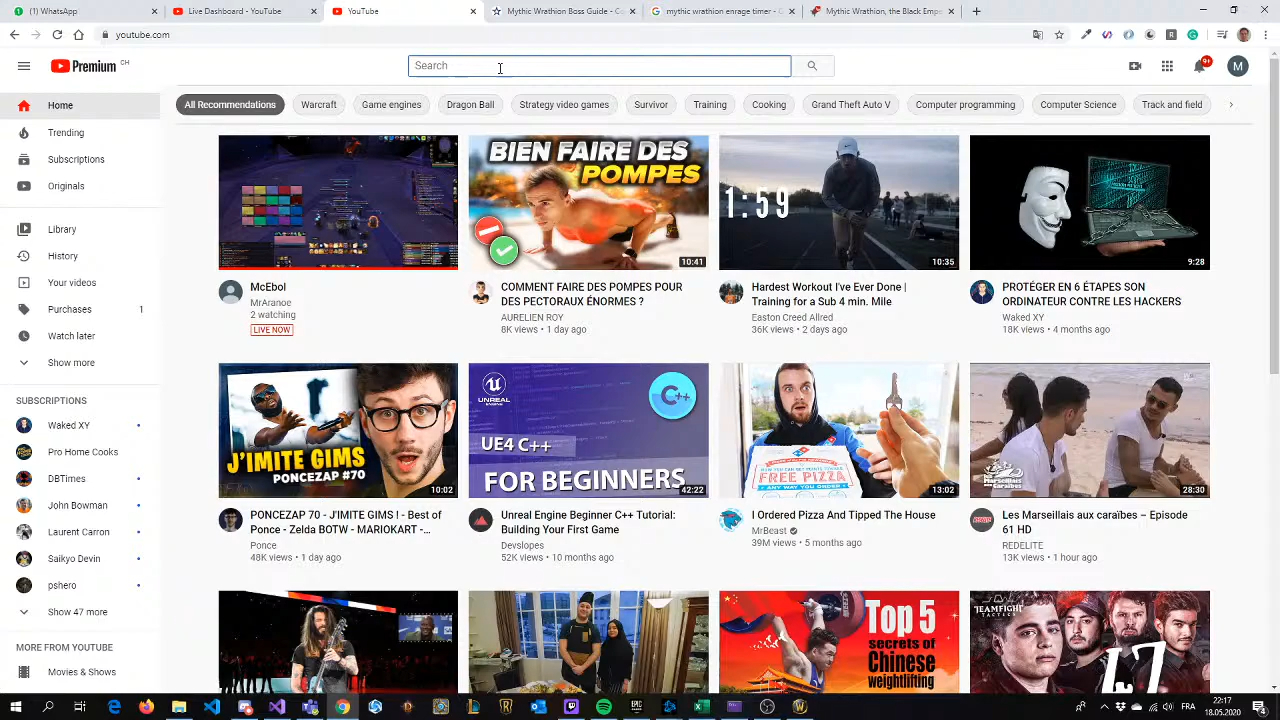 (1) WhatsApp
Live Dashboard - YouTube
YouTube
Mythic Wrathion Boss Guide - C
mythic wrathion enrage timer - G
Mythic Wrathion, the Black Emp
youtube.com
Premium CH
Search
9+
M
All Recommendations
Warcraft
Game engines
Dragon Ball
Strategy video games
Survivor
Training
Cooking
Grand Theft Auto V
Computer programming
Computer Science
Track and field
Home
Trending
Subscriptions
Originals
Library
History
Your videos
Purchases 1
Watch later
Show more
SUBSCRIPTIONS
Waked XY
Pro Home Cooks
DBTimes
John Bowman
Laurent Carron
Saikyo Devin
pshero
Show 47 more
MORE FROM YOUTUBE
Movies & Shows
McEbol
MrAranoe
2 watching
LIVE NOW
BIEN FAIRE DES
POMPES
10:41
COMMENT FAIRE DES POMPES POUR
DES PECTORAUX ÉNORMES ?
AURELIEN ROY
8K views • 1 day ago
1:59
10:35
Hardest Workout I've Ever Done |
Training for a Sub 4 min. Mile
Easton Creed Allred
36K views • 2 days ago
9:28
PROTÉGER EN 6 ÉTAPES SON
ORDINATEUR CONTRE LES HACKERS
Waked XY
18K views • 4 months ago
J'IMITE GIMS
PONCEZAP #70
10:02
PONCEZAP 70 - J'IMITE GIMS ! - Best of
Ponce - Zelda BOTW - MARIOKART -...
Ponce
48K views • 1 day ago
UNREAL
ENGINE
C++
UE4 C++
FOR BEGINNERS
42:22
Unreal Engine Beginner C++ Tutorial:
Building Your First Game
Devslopes
52K views • 10 months ago
FREE PIZZA
13:02
I Ordered Pizza And Tipped The House
MrBeast
39M views • 5 months ago
les Marseillais
aux Caraïbes
28:30
Les Marseillais aux caraïbes – Episode
61 HD
REDELITE
13K views • 1 hour ago
Top 5
secrets of
Chinese
weightlifting
TEAMFIGHT
TACTICS
FRA
22:17
18.05.2020